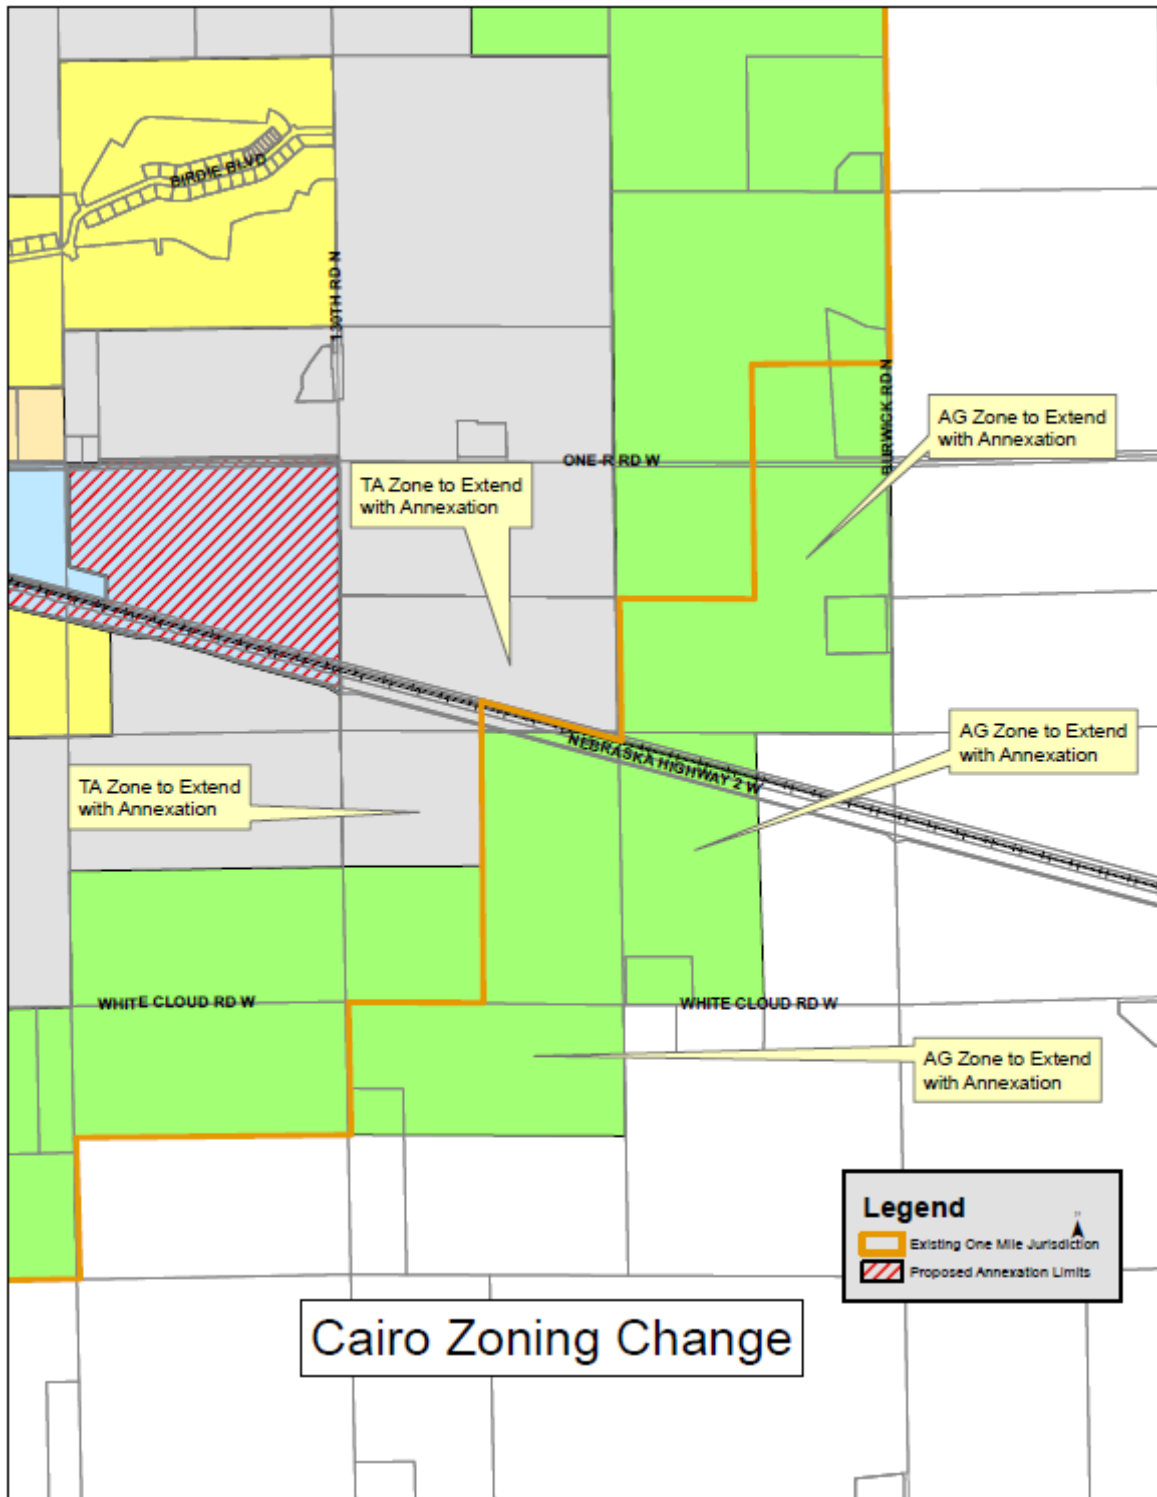 BIRDIE BLVD
130TH RD N
BURWICK RD N
AG Zone to Extend
with Annexation
ONE-R RD W
TA Zone to Extend
with Annexation
NEBRASKA HIGHWAY 2 W
AG Zone to Extend
with Annexation
TA Zone to Extend
with Annexation
WHITE CLOUD RD W
WHITE CLOUD RD W
AG Zone to Extend
with Annexation
Legend
Existing One Mile Jurisdiction
Proposed Annexation Limits
Cairo Zoning Change